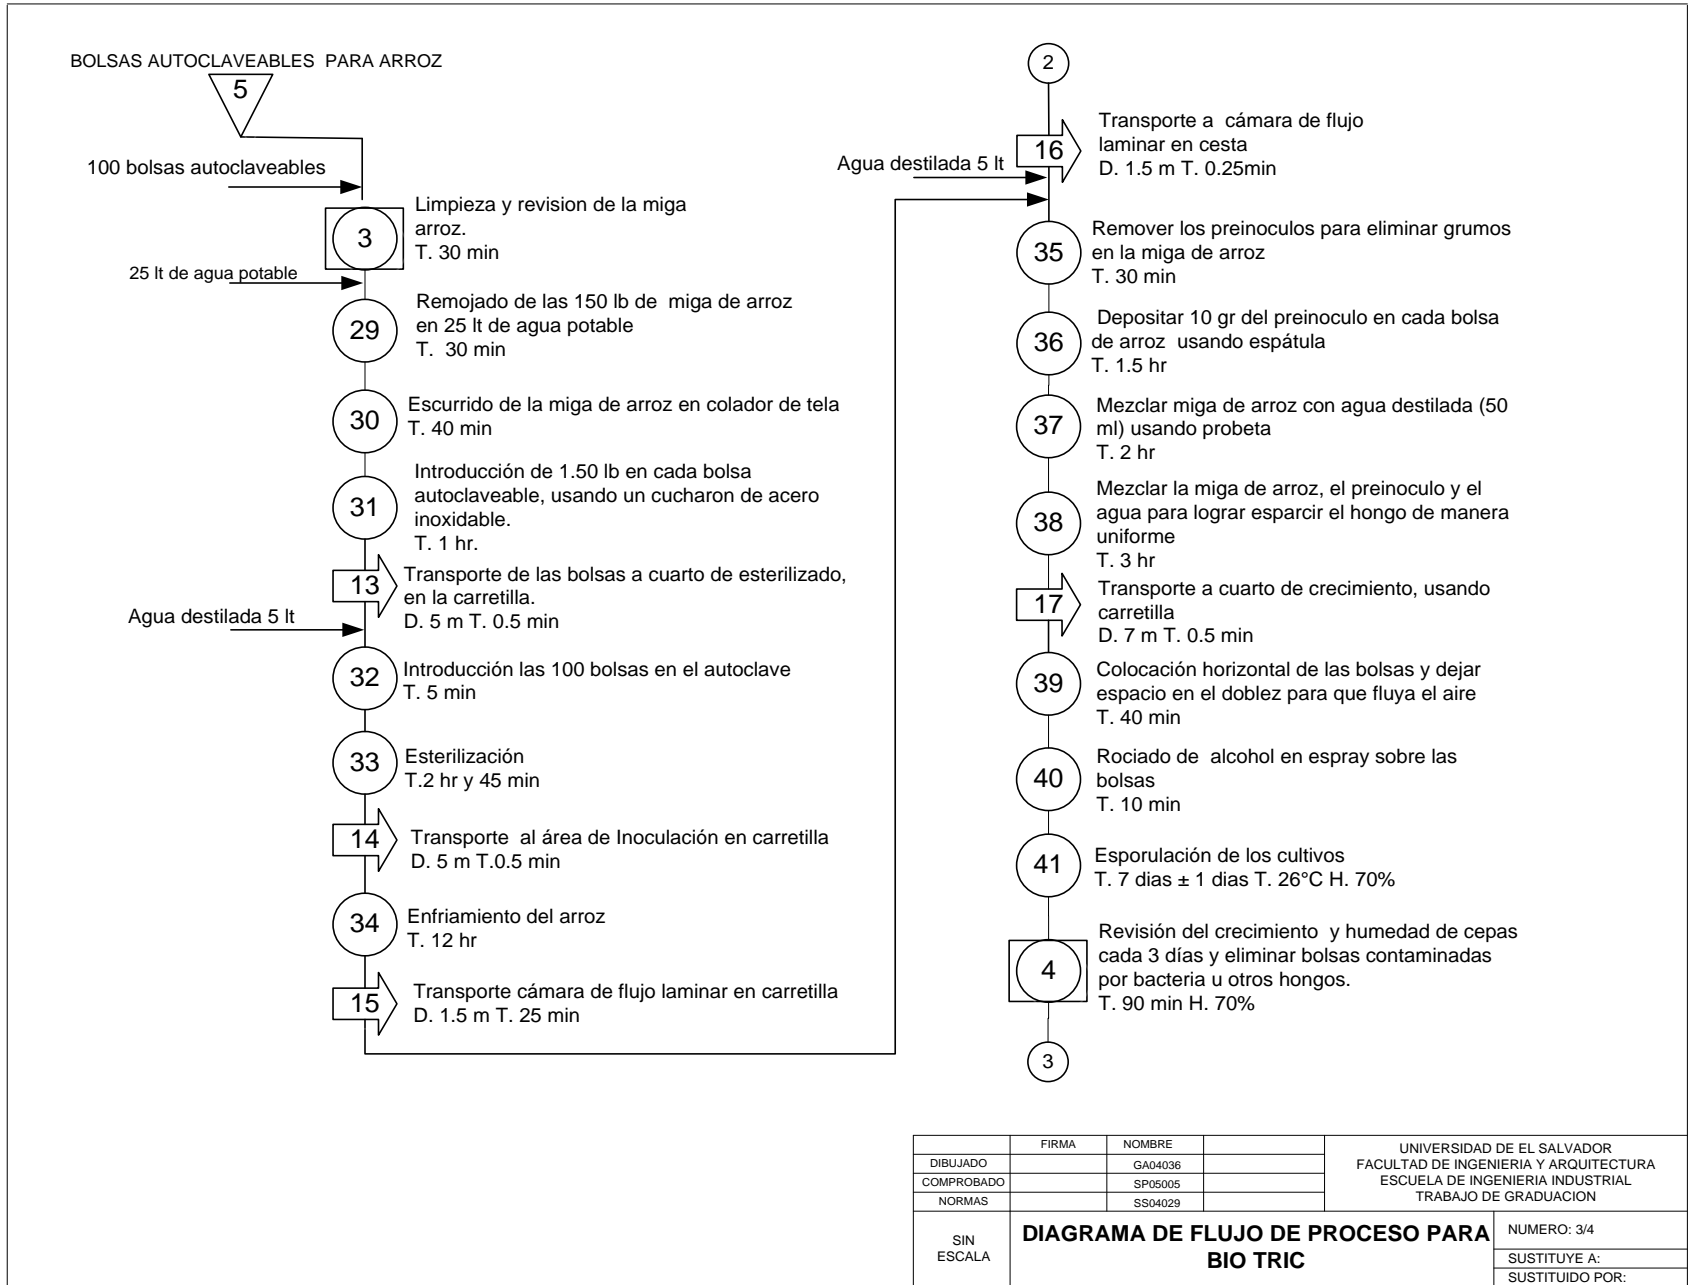 BOLSAS AUTOCLAVEABLES PARA ARROZ
5
100 bolsas autoclaveables
3
Limpieza y revision de la miga
arroz.
T. 30 min
25 lt de agua potable
29
Remojado de las 150 lb de miga de arroz
en 25 lt de agua potable
T. 30 min
30
Escurrido de la miga de arroz en colador de tela
T. 40 min
31
Introducción de 1.50 lb en cada bolsa
autoclaveable, usando un cucharon de acero
inoxidable.
T. 1 hr.
13
Transporte de las bolsas a cuarto de esterilizado,
en la carretilla.
D. 5 m T. 0.5 min
Agua destilada 5 lt
32
Introducción las 100 bolsas en el autoclave
T. 5 min
33
Esterilización
T.2 hr y 45 min
14
Transporte al área de Inoculación en carretilla
D. 5 m T.0.5 min
34
Enfriamiento del arroz
T. 12 hr
15
Transporte cámara de flujo laminar en carretilla
D. 1.5 m T. 25 min
2
16
Transporte a cámara de flujo
laminar en cesta
D. 1.5 m T. 0.25min
Agua destilada 5 lt
35
Remover los preinoculos para eliminar grumos
en la miga de arroz
T. 30 min
36
Depositar 10 gr del preinoculo en cada bolsa
de arroz usando espátula
T. 1.5 hr
37
Mezclar miga de arroz con agua destilada (50
ml) usando probeta
T. 2 hr
38
Mezclar la miga de arroz, el preinoculo y el
agua para lograr esparcir el hongo de manera
uniforme
T. 3 hr
17
Transporte a cuarto de crecimiento, usando
carretilla
D. 7 m T. 0.5 min
39
Colocación horizontal de las bolsas y dejar
espacio en el doblez para que fluya el aire
T. 40 min
40
Rociado de alcohol en espray sobre las
bolsas
T. 10 min
41
Esporulación de los cultivos
T. 7 dias ± 1 dias T. 26°C H. 70%
4
Revisión del crecimiento y humedad de cepas
cada 3 días y eliminar bolsas contaminadas
por bacteria u otros hongos.
T. 90 min H. 70%
3
FIRMA NOMBRE
DIBUJADO GA04036
COMPROBADO SP05005
NORMAS SS04029
UNIVERSIDAD DE EL SALVADOR
FACULTAD DE INGENIERIA Y ARQUITECTURA
ESCUELA DE INGENIERIA INDUSTRIAL
TRABAJO DE GRADUACION
SIN
ESCALA
DIAGRAMA DE FLUJO DE PROCESO PARA
BIO TRIC
NUMERO: 3/4
SUSTITUYE A:
SUSTITUIDO POR: